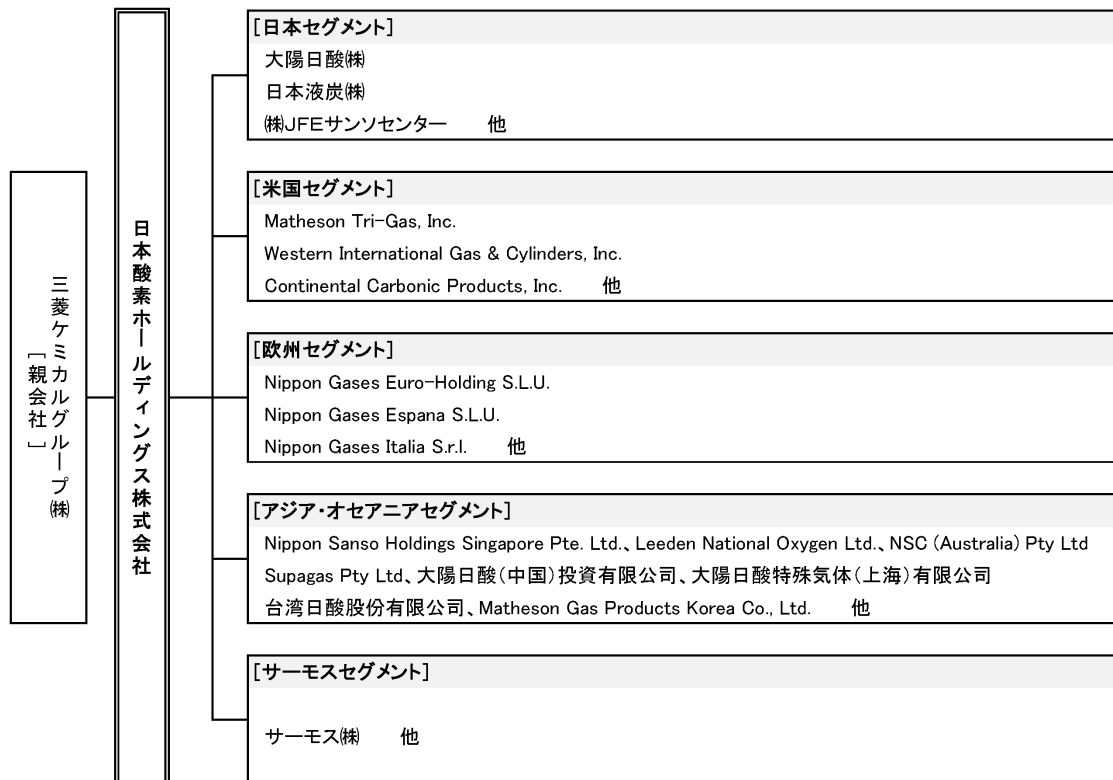 三菱ケミカルグループ㈱
［親会社］
日本酸素ホールディングス株式会社
［日本セグメント］
大陽日酸㈱
日本液炭㈱
㈱JFEサンソセンター　　他
［米国セグメント］
Matheson Tri-Gas, Inc.
Western International Gas & Cylinders, Inc.
Continental Carbonic Products, Inc.　　他
［欧州セグメント］
Nippon Gases Euro-Holding S.L.U.
Nippon Gases Espana S.L.U.
Nippon Gases Italia S.r.l.　　他
［アジア・オセアニアセグメント］
Nippon Sanso Holdings Singapore Pte. Ltd.、Leeden National Oxygen Ltd.、NSC (Australia) Pty Ltd
Supagas Pty Ltd、大陽日酸（中国）投資有限公司、大陽日酸特殊気体（上海）有限公司
台湾日酸股份有限公司、Matheson Gas Products Korea Co., Ltd.　　他
［サーモスセグメント］
サーモス㈱　　他